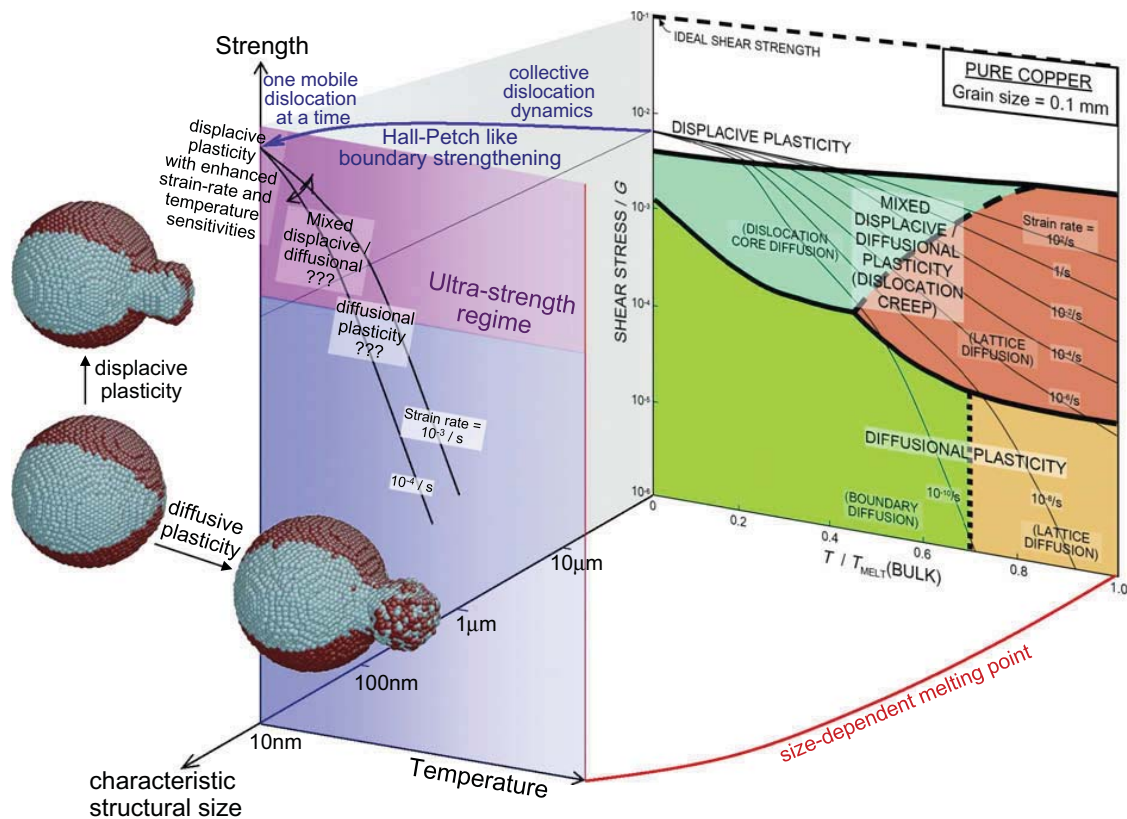 Strength
one mobile
dislocation
at a time
collective
dislocation
dynamics
Hall-Petch like
boundary strengthening
displacive
plasticity
with enhanced
strain-rate and
temperature
sensitivities
Mixed
displacive /
diffusional
???
diffusional
plasticity
???
Ultra-strength
regime
Strain rate =
10⁻³ / s
10⁻⁴ / s
displacive
plasticity
diffusive
plasticity
10nm
100nm
1μm
10μm
characteristic
structural size
Temperature
size-dependent melting point
10⁻¹
10⁻²
10⁻³
10⁻⁴
10⁻⁵
10⁻⁶
SHEAR STRESS / G
IDEAL SHEAR STRENGTH
PURE COPPER
Grain size = 0.1 mm
DISPLACIVE PLASTICITY
(DISLOCATION
CORE DIFFUSION)
MIXED
DISPLACIVE /
DIFFUSIONAL
PLASTICITY
(DISLOCATION
CREEP)
Strain rate =
10²/s
1/s
10⁻²/s
10⁻⁴/s
10⁻⁶/s
(LATTICE
DIFFUSION)
DIFFUSIONAL PLASTICITY
(BOUNDARY
DIFFUSION)
10⁻¹⁰/s
10⁻⁸/s
(LATTICE
DIFFUSION)
0
0.2
0.4
0.6
0.8
1.0
T / T_MELT(BULK)